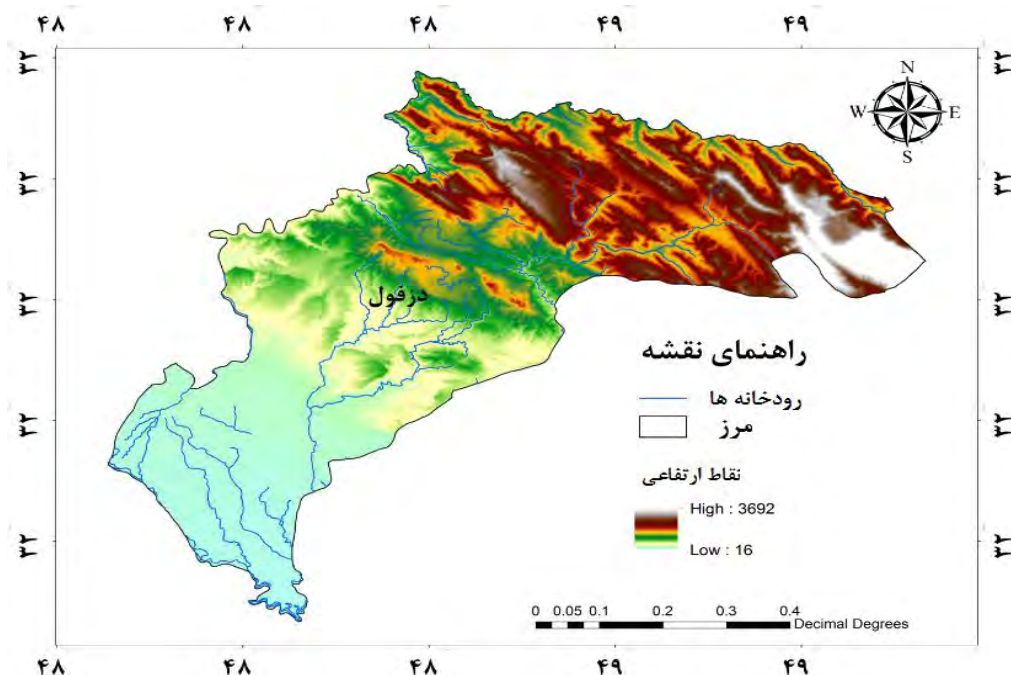 ۴۸ ۴۸ ۴۸ ۴۹ ۴۹
۳۲ ۳۲
N
W E
S
۳۲ ۳۲
۳۲ ۳۲
دزفول
راهنمای نقشه
رودخانه ها
مرز
۳۲ ۳۲
نقاط ارتفاعی
High : 3692
Low : 16
۳۲ ۳۲
0 0.05 0.1 0.2 0.3 0.4
Decimal Degrees
۴۸ ۴۸ ۴۸ ۴۹ ۴۹